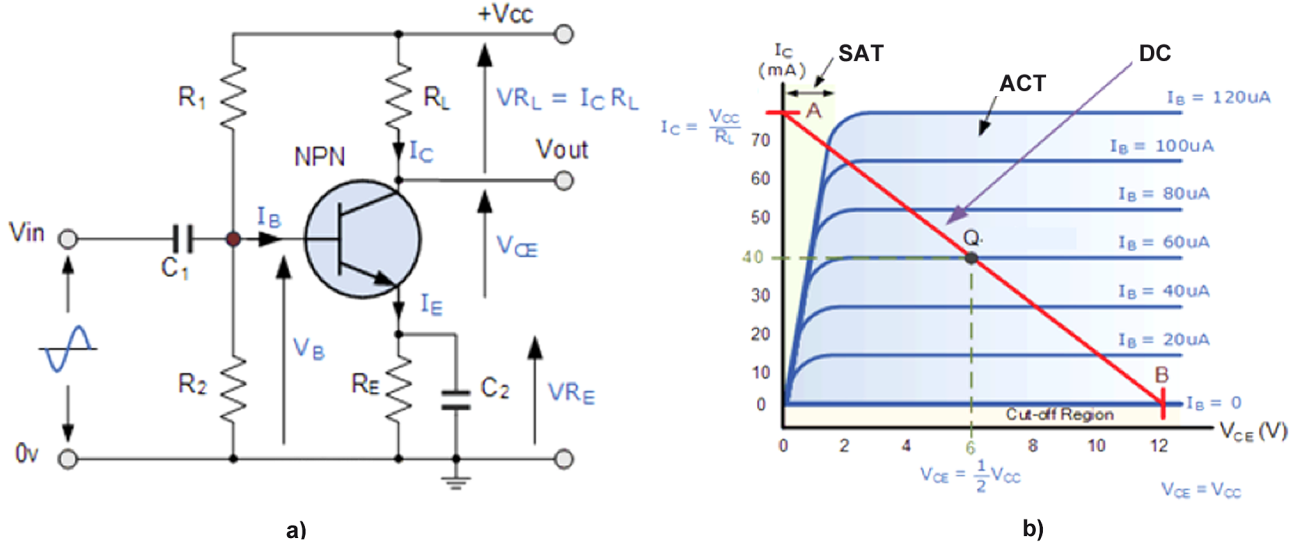 +Vcc
R1
RL
VRL = IC RL
IC
Vout
NPN
Vin
IB
C1
VCE
IE
VB
R2
RE
C2
VRE
0v
a)
IC
(mA)
SAT
DC
ACT
A
IC = VCC
RL
IB = 120uA
70
IB = 100uA
60
IB = 80uA
50
Q.
IB = 60uA
40
IB = 40uA
30
20
IB = 20uA
10
B
0
IB = 0
Cut-off Region
VCE (V)
0 2 4 6 8 10 12
VCE = 1/2 VCC
VCE = VCC
b)